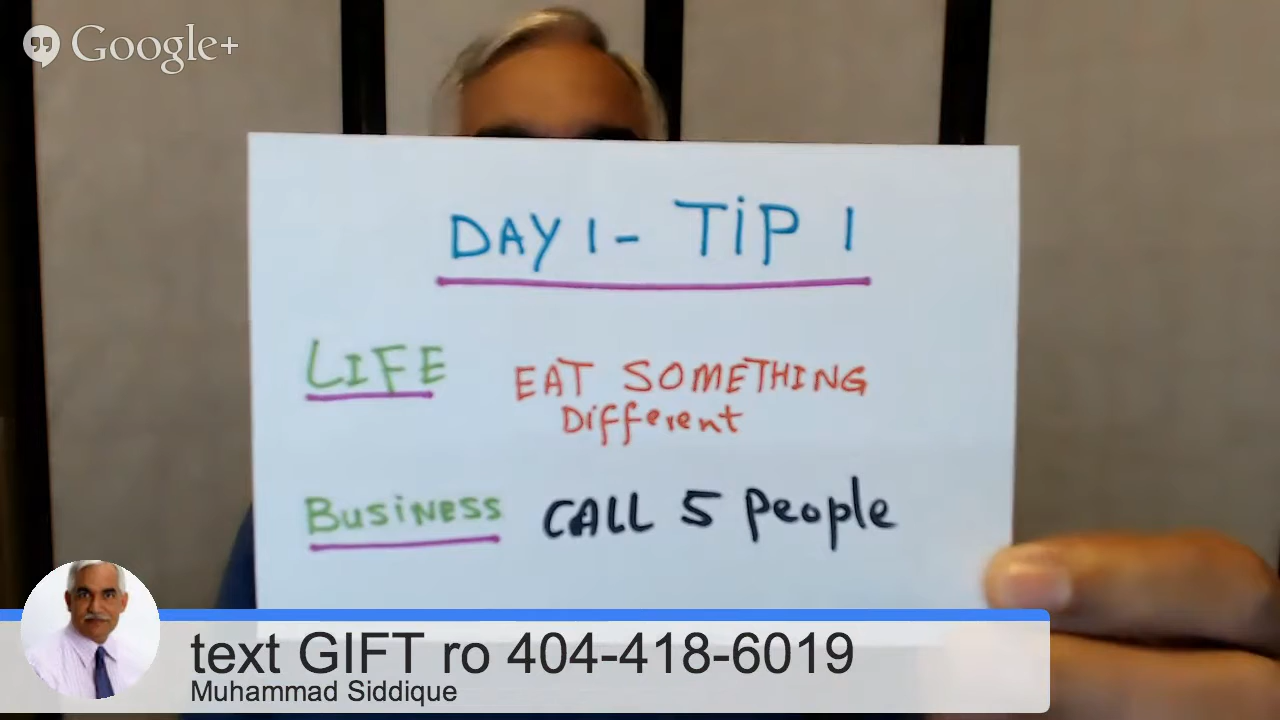 Google+
DAY 1 - TiP 1
LIFE EAT SOMETHING
Different
BUSiNESS CALL 5 People
text GIFT ro 404-418-6019
Muhammad Siddique